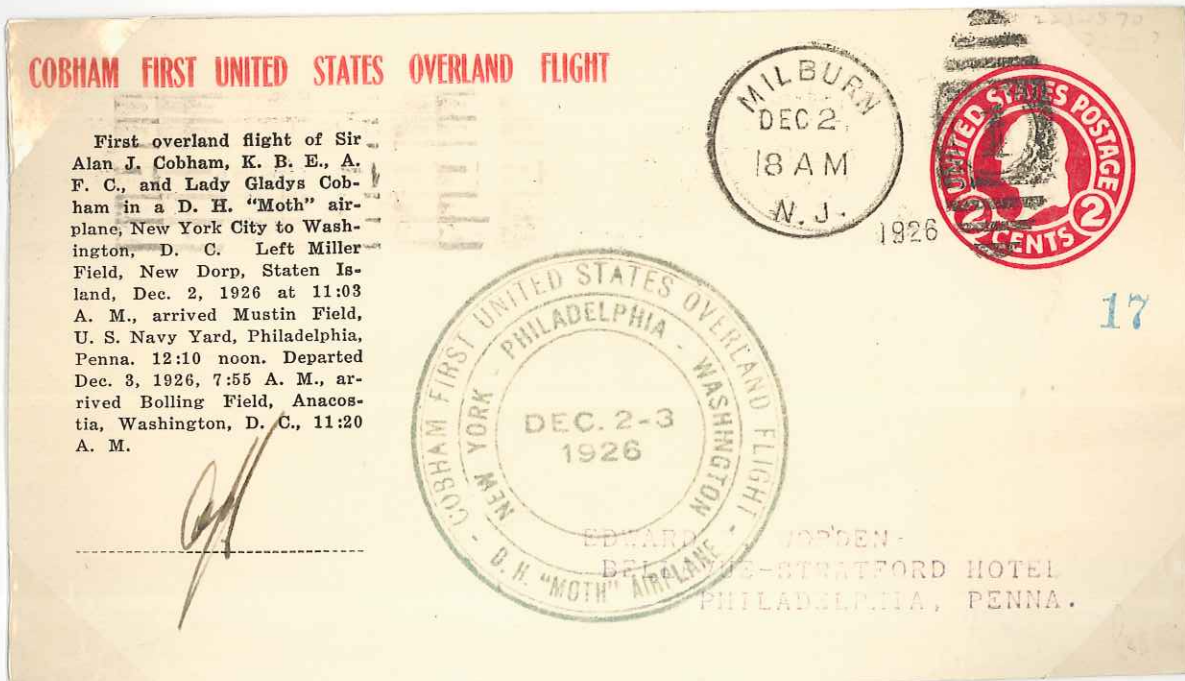 COBHAM FIRST UNITED STATES OVERLAND FLIGHT
First overland flight of Sir
Alan J. Cobham, K. B. E., A.
F. C., and Lady Gladys Cob-
ham in a D. H. "Moth" air-
plane, New York City to Wash-
ington, D. C. Left Miller
Field, New Dorp, Staten Is-
land, Dec. 2, 1926 at 11:03
A. M., arrived Mustin Field,
U. S. Navy Yard, Philadelphia,
Penna. 12:10 noon. Departed
Dec. 3, 1926, 7:55 A. M., ar-
rived Bolling Field, Anacos-
tia, Washington, D. C., 11:20
A. M.
MILBURN
DEC 2
8 AM
N. J.
1926
UNITED STATES POSTAGE
2 CENTS 2
17
COBHAM FIRST UNITED STATES OVERLAND FLIGHT -
NEW YORK - PHILADELPHIA - WASHINGTON
DEC. 2-3
1926
- D. H. "MOTH" AIRPLANE -
EDWARD
BELLEVUE-STRATFORD HOTEL
PHILADELPHIA, PENNA.